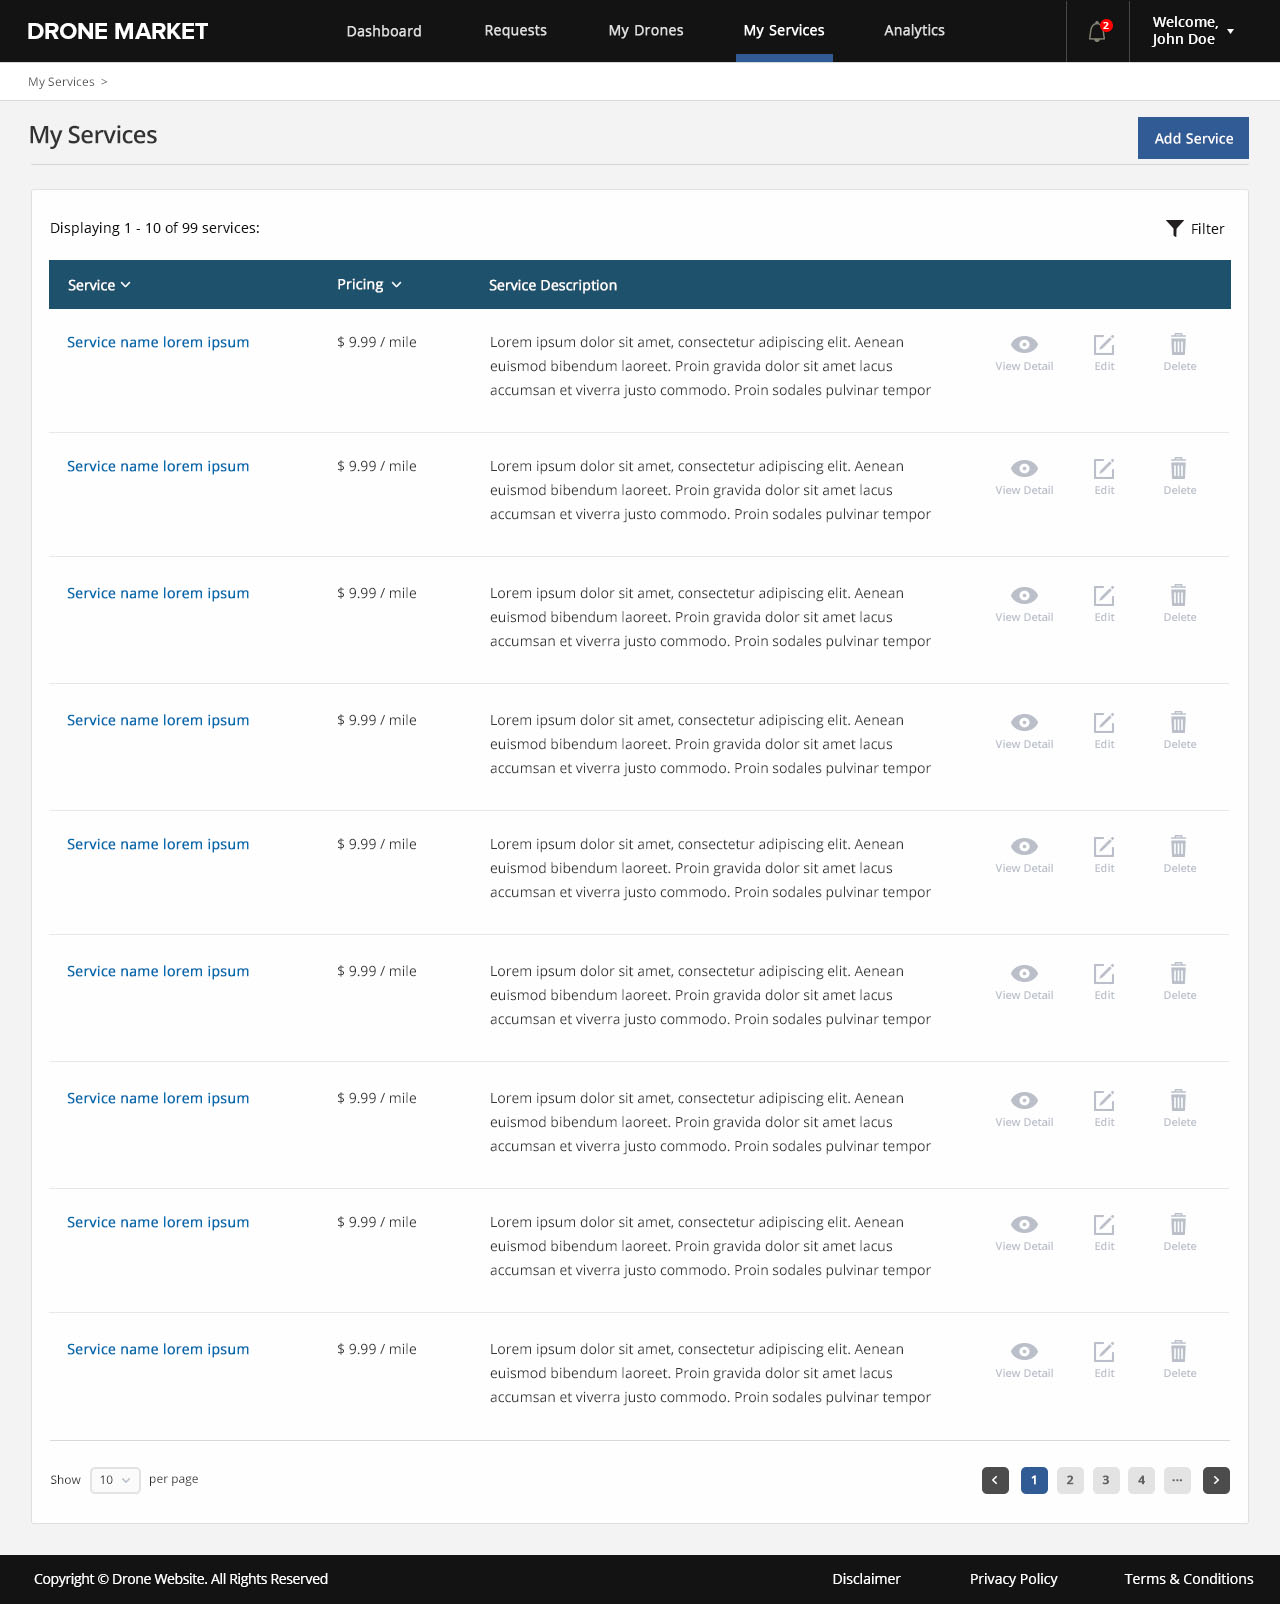 DRONE MARKET
Dashboard
Requests
My Drones
My Services
Analytics
2
Welcome,
John Doe
My Services >
My Services
Add Service
Displaying 1 - 10 of 99 services:
Filter
Service
Pricing
Service Description
Service name lorem ipsum
$ 9.99 / mile
Lorem ipsum dolor sit amet, consectetur adipiscing elit. Aenean
euismod bibendum laoreet. Proin gravida dolor sit amet lacus
accumsan et viverra justo commodo. Proin sodales pulvinar tempor
View Detail
Edit
Delete
Service name lorem ipsum
$ 9.99 / mile
Lorem ipsum dolor sit amet, consectetur adipiscing elit. Aenean
euismod bibendum laoreet. Proin gravida dolor sit amet lacus
accumsan et viverra justo commodo. Proin sodales pulvinar tempor
View Detail
Edit
Delete
Service name lorem ipsum
$ 9.99 / mile
Lorem ipsum dolor sit amet, consectetur adipiscing elit. Aenean
euismod bibendum laoreet. Proin gravida dolor sit amet lacus
accumsan et viverra justo commodo. Proin sodales pulvinar tempor
View Detail
Edit
Delete
Service name lorem ipsum
$ 9.99 / mile
Lorem ipsum dolor sit amet, consectetur adipiscing elit. Aenean
euismod bibendum laoreet. Proin gravida dolor sit amet lacus
accumsan et viverra justo commodo. Proin sodales pulvinar tempor
View Detail
Edit
Delete
Service name lorem ipsum
$ 9.99 / mile
Lorem ipsum dolor sit amet, consectetur adipiscing elit. Aenean
euismod bibendum laoreet. Proin gravida dolor sit amet lacus
accumsan et viverra justo commodo. Proin sodales pulvinar tempor
View Detail
Edit
Delete
Service name lorem ipsum
$ 9.99 / mile
Lorem ipsum dolor sit amet, consectetur adipiscing elit. Aenean
euismod bibendum laoreet. Proin gravida dolor sit amet lacus
accumsan et viverra justo commodo. Proin sodales pulvinar tempor
View Detail
Edit
Delete
Service name lorem ipsum
$ 9.99 / mile
Lorem ipsum dolor sit amet, consectetur adipiscing elit. Aenean
euismod bibendum laoreet. Proin gravida dolor sit amet lacus
accumsan et viverra justo commodo. Proin sodales pulvinar tempor
View Detail
Edit
Delete
Service name lorem ipsum
$ 9.99 / mile
Lorem ipsum dolor sit amet, consectetur adipiscing elit. Aenean
euismod bibendum laoreet. Proin gravida dolor sit amet lacus
accumsan et viverra justo commodo. Proin sodales pulvinar tempor
View Detail
Edit
Delete
Service name lorem ipsum
$ 9.99 / mile
Lorem ipsum dolor sit amet, consectetur adipiscing elit. Aenean
euismod bibendum laoreet. Proin gravida dolor sit amet lacus
accumsan et viverra justo commodo. Proin sodales pulvinar tempor
View Detail
Edit
Delete
Show 10 per page
1 2 3 4 ...
Copyright © Drone Website. All Rights Reserved
Disclaimer
Privacy Policy
Terms & Conditions